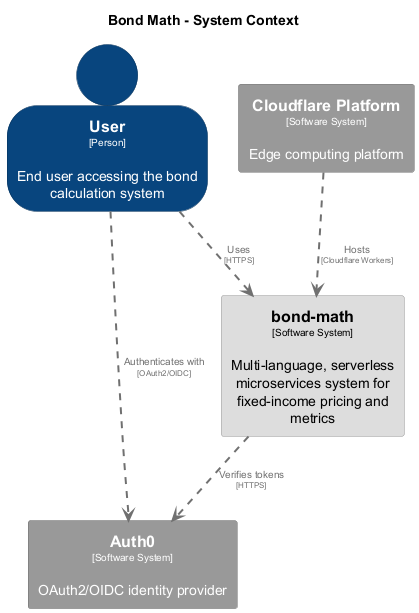 Bond Math - System Context
User
[Person]
End user accessing the bond
calculation system
Cloudflare Platform
[Software System]
Edge computing platform
Uses
[HTTPS]
Hosts
[Cloudflare Workers]
bond-math
[Software System]
Multi-language, serverless
microservices system for
fixed-income pricing and
metrics
Authenticates with
[OAuth2/OIDC]
Verifies tokens
[HTTPS]
Auth0
[Software System]
OAuth2/OIDC identity provider